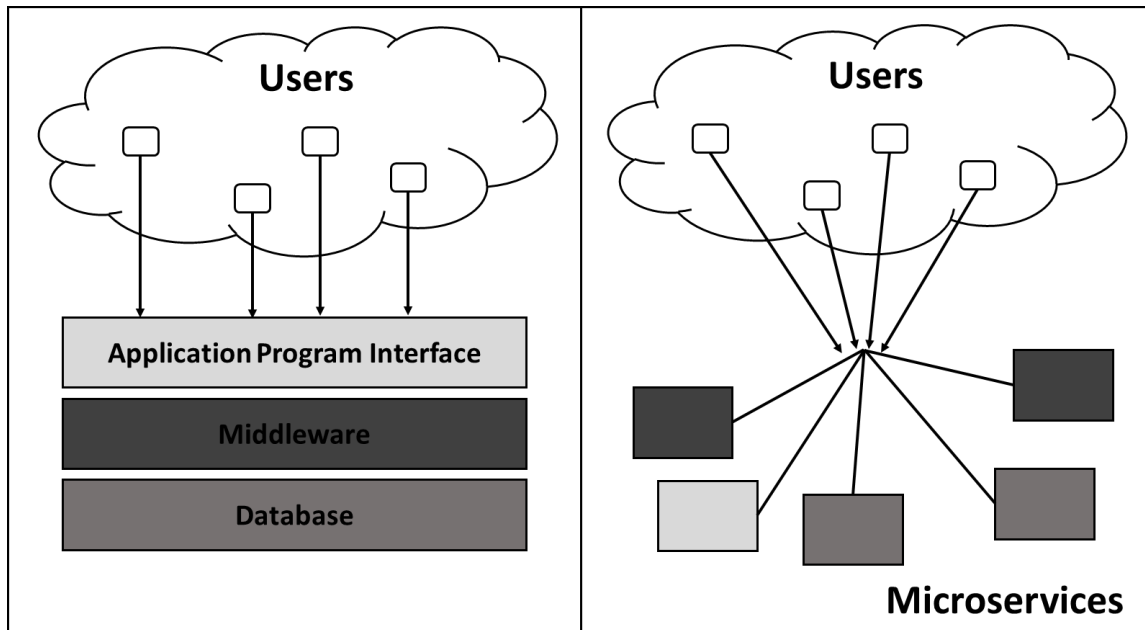 Users
Application Program Interface
Middleware
Database
Users
Microservices